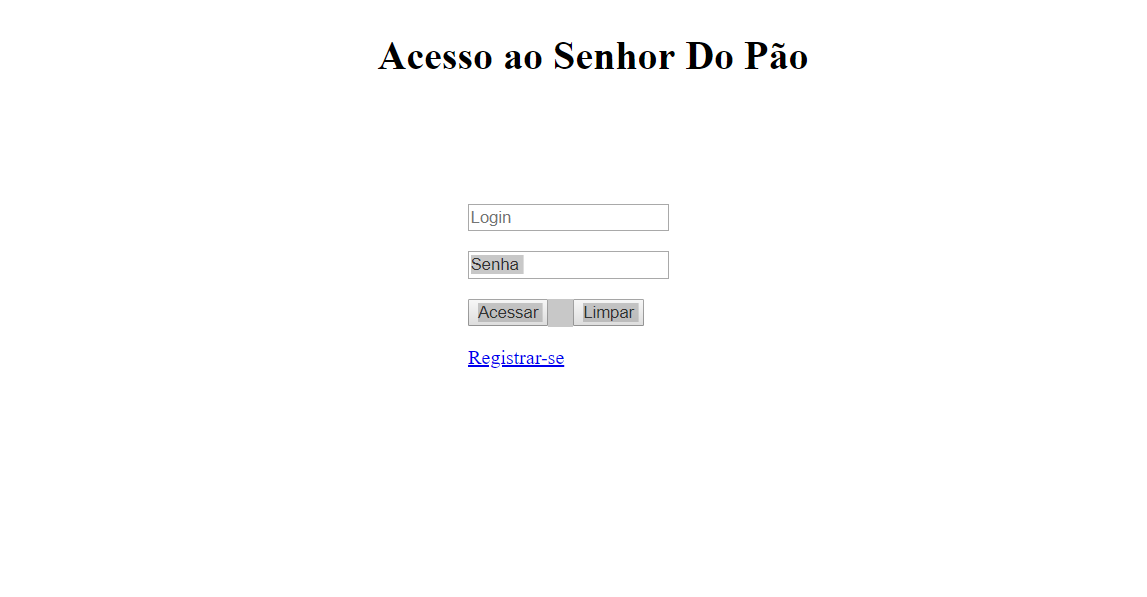 Acesso ao Senhor Do Pão
Login
Senha
Acessar Limpar
Registrar-se